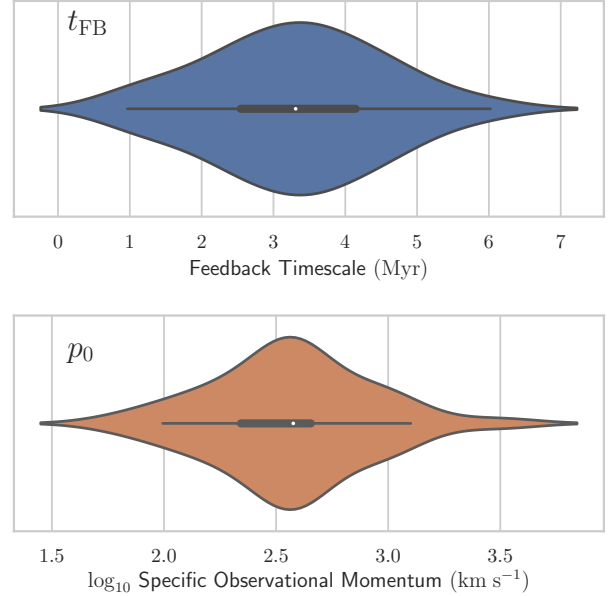 t_FB
0 1 2 3 4 5 6 7
Feedback Timescale (Myr)
p_0
1.5 2.0 2.5 3.0 3.5
log_10 Specific Observational Momentum (km s^−1)